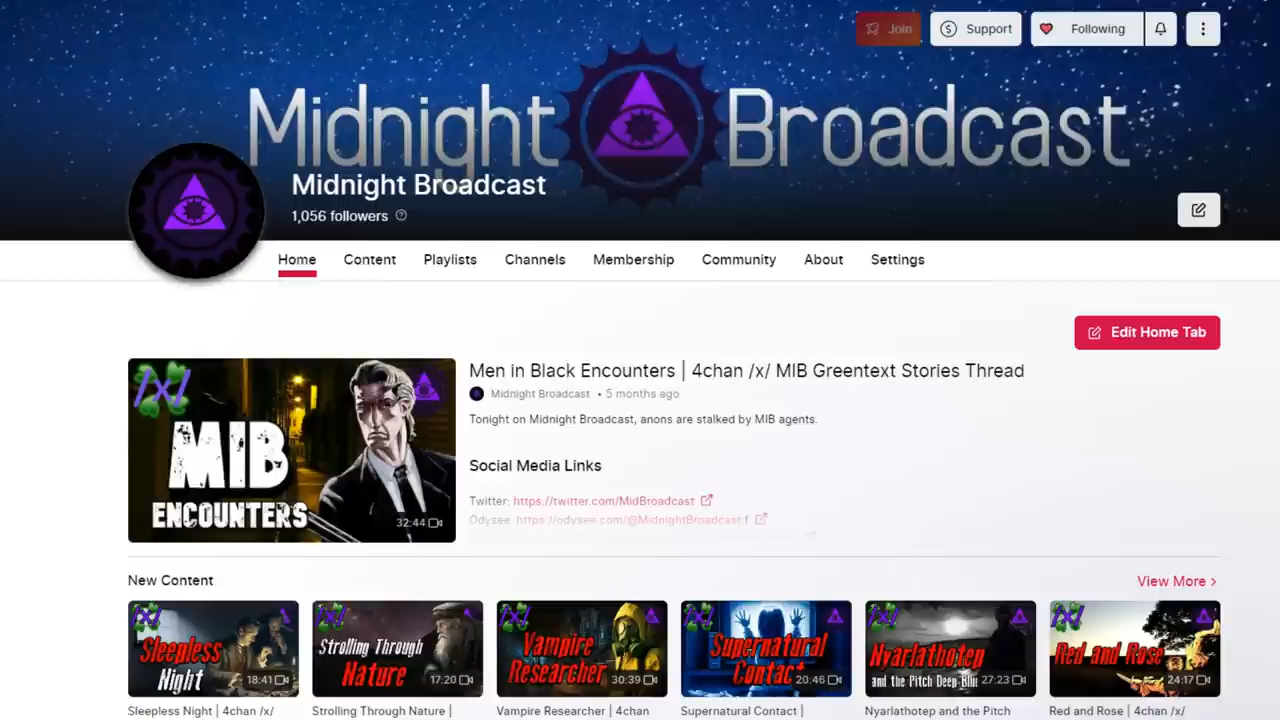 Join
Support
Following
Midnight Broadcast
Midnight Broadcast
1,056 followers
Home
Content
Playlists
Channels
Membership
Community
About
Settings
Edit Home Tab
/x/
MIB
ENCOUNTERS
32:44
Men in Black Encounters | 4chan /x/ MIB Greentext Stories Thread
Midnight Broadcast • 5 months ago
Tonight on Midnight Broadcast, anons are stalked by MIB agents.
Social Media Links
Twitter: https://twitter.com/MidBroadcast
Odysee: https://odysee.com/@MidnightBroadcast:f
New Content
View More
/x/
Sleepless
Night
18:41
/x/
Strolling Through
Nature
17:20
/x/
Vampire
Researcher
30:39
/x/
Supernatural
Contact
20:46
/x/
Nyarlathotep
and the Pitch Deep Blue
27:23
/x/
Red and Rose
24:17
Sleepless Night | 4chan /x/
Strolling Through Nature |
Vampire Researcher | 4chan
Supernatural Contact |
Nyarlathotep and the Pitch
Red and Rose | 4chan /x/